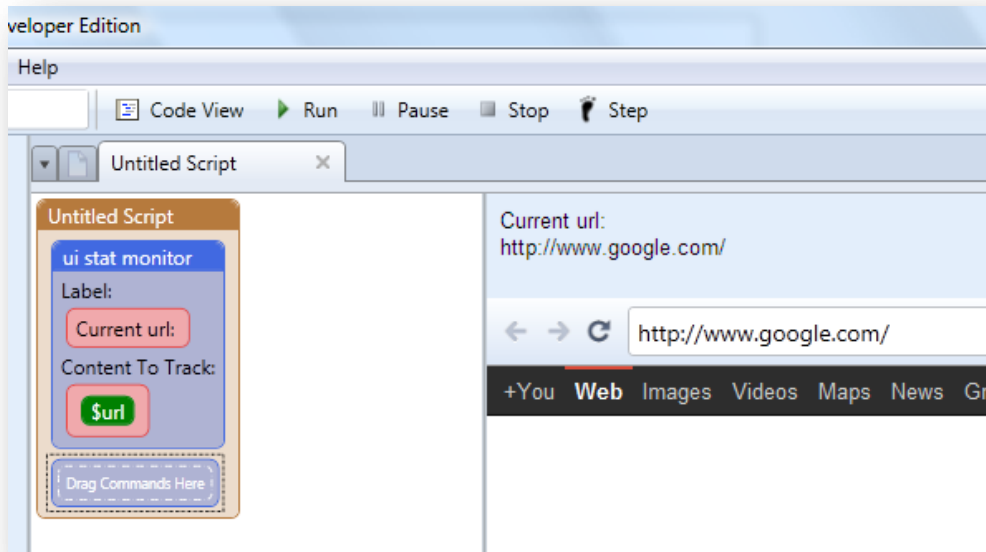 veloper Edition
Help
Code View Run Pause Stop Step
Untitled Script
Untitled Script
ui stat monitor
Label:
Current url:
Content To Track:
$url
Drag Commands Here
Current url:
http://www.google.com/
http://www.google.com/
+You Web Images Videos Maps News Gr